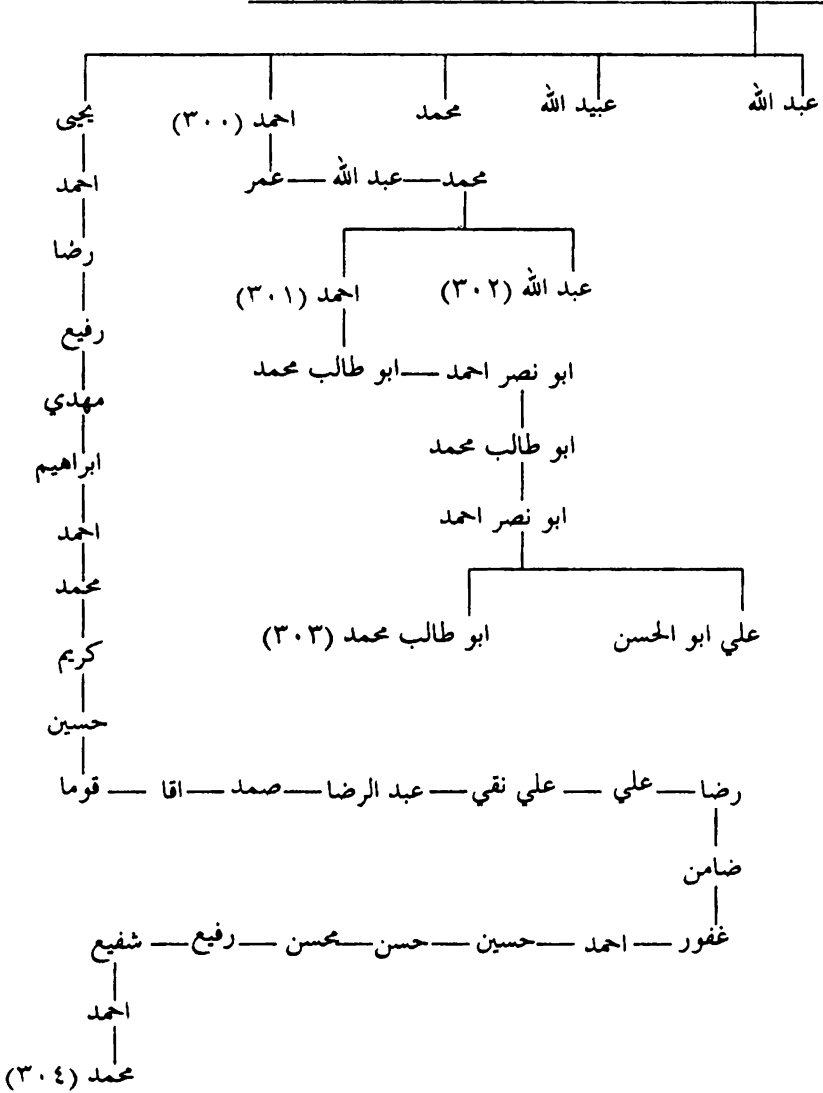 عبد الله عبيد الله محمد احمد (٣٠٠) يحيى
محمد عبد الله عمر احمد
رضا
عبد الله (٣٠٢) احمد (٣٠١)
رفيع
ابو نصر احمد ابو طالب محمد
مهدي
ابو طالب محمد
ابراهيم
ابو نصر احمد
احمد
محمد
علي ابو الحسن ابو طالب محمد (٣٠٣)
كريم
حسين
رضا علي علي نقي عبد الرضا صمد اقا قوما
ضامن
غفور احمد حسين حسن محسن رفيع شفيع
احمد
محمد (٣٠٤)